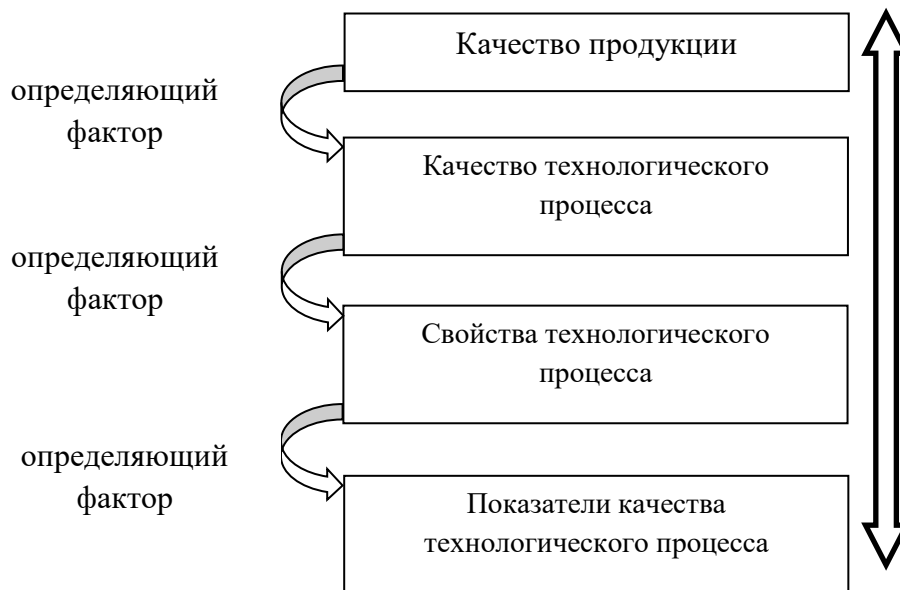 Качество продукции
определяющий
фактор
Качество технологического
процесса
определяющий
фактор
Свойства технологического
процесса
определяющий
фактор
Показатели качества
технологического процесса